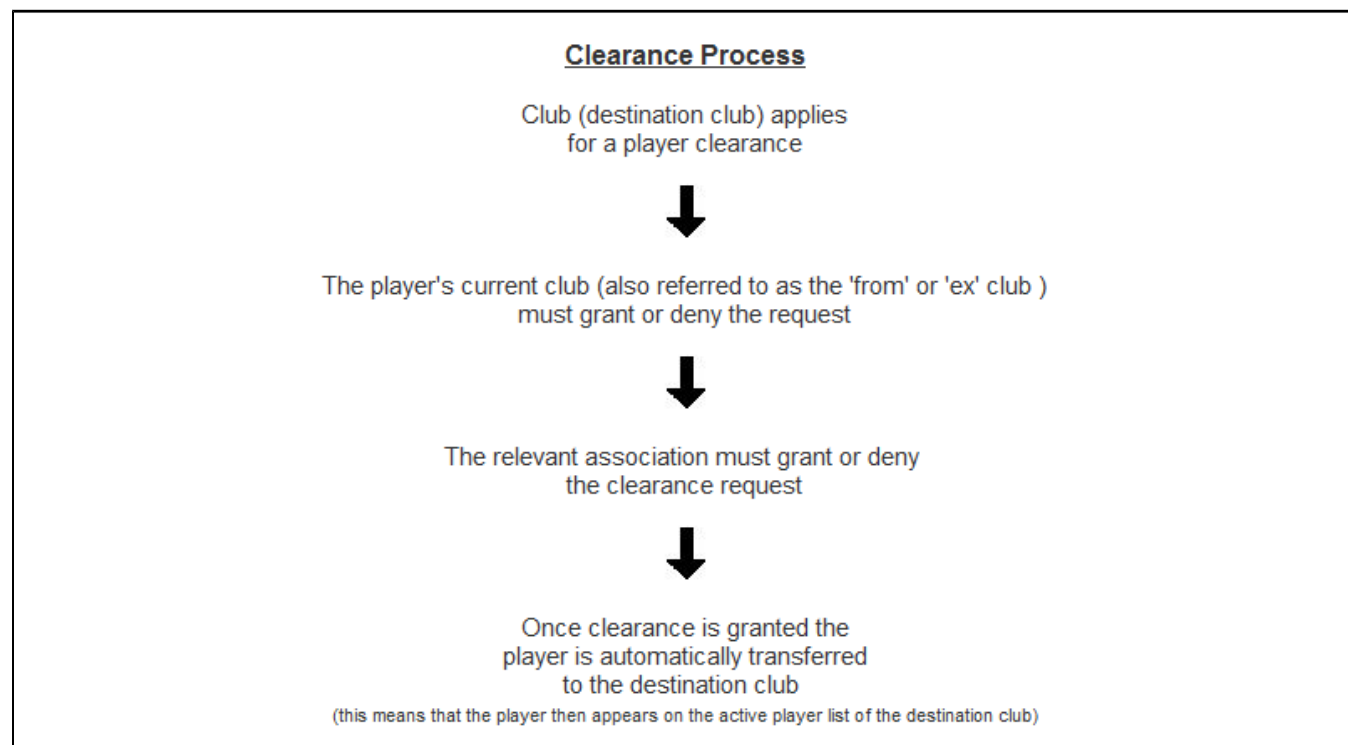 Clearance Process
Club (destination club) applies
for a player clearance
The player's current club (also referred to as the 'from' or 'ex' club )
must grant or deny the request
The relevant association must grant or deny
the clearance request
Once clearance is granted the
player is automatically transferred
to the destination club
(this means that the player then appears on the active player list of the destination club)